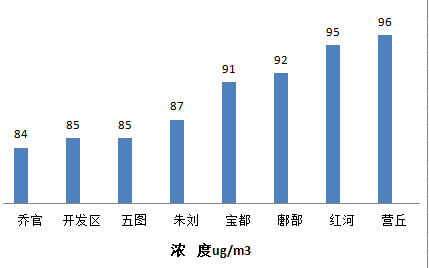 84 85 85 87 91 92 95 96
乔官 开发区 五图 朱刘 宝都 鄌郚 红河 营丘
浓 度ug/m3